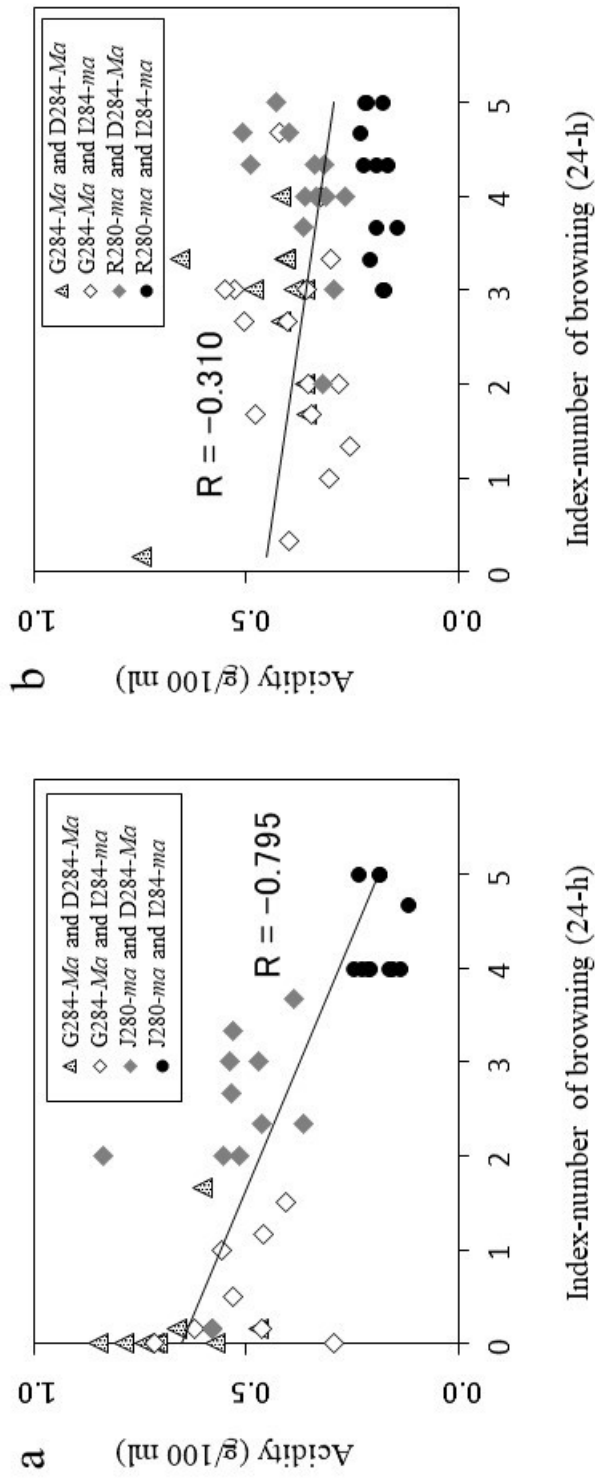 a
Acidity (g/100 ml)
1.0
0.5
0.0
G284-Ma and D284-Ma
G284-Ma and I284-ma
J280-ma and D284-Ma
J280-ma and I284-ma
R = −0.795
0 1 2 3 4 5
Index-number of browning (24-h)
b
Acidity (g/100 ml)
1.0
0.5
0.0
G284-Ma and D284-Ma
G284-Ma and I284-ma
R280-ma and D284-Ma
R280-ma and I284-ma
R = −0.310
0 1 2 3 4 5
Index-number of browning (24-h)